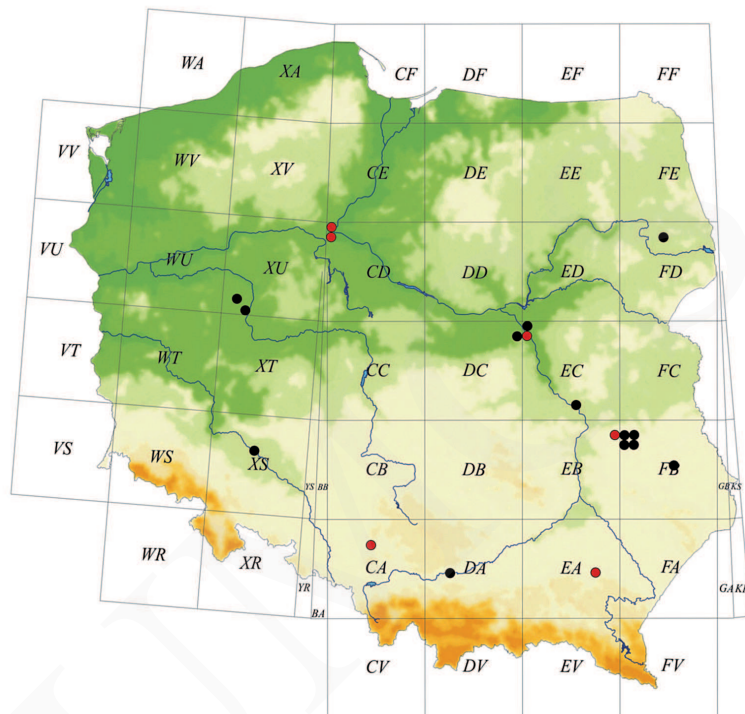 WA XA CF DF EF FF
VV WV XV CE DE EE FE
VU WU XU CD DD ED FD
VT WT XT CC DC EC FC
VS WS XS YS BB CB DB EB FB GB KS
WR XR YR BA CA DA EA FA GA
CV DV EV FV